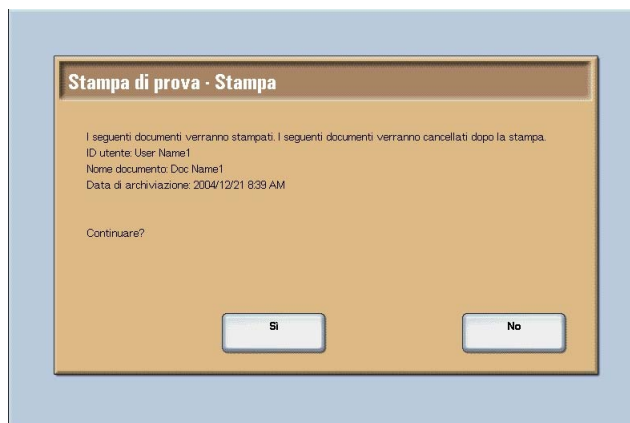 Stampa di prova - Stampa
I seguenti documenti verranno stampati. I seguenti documenti verranno cancellati dopo la stampa.
ID utente: User Name1
Nome documento: Doc Name1
Data di archiviazione: 2004/12/21 8:39 AM
Continuare?
Sì
No